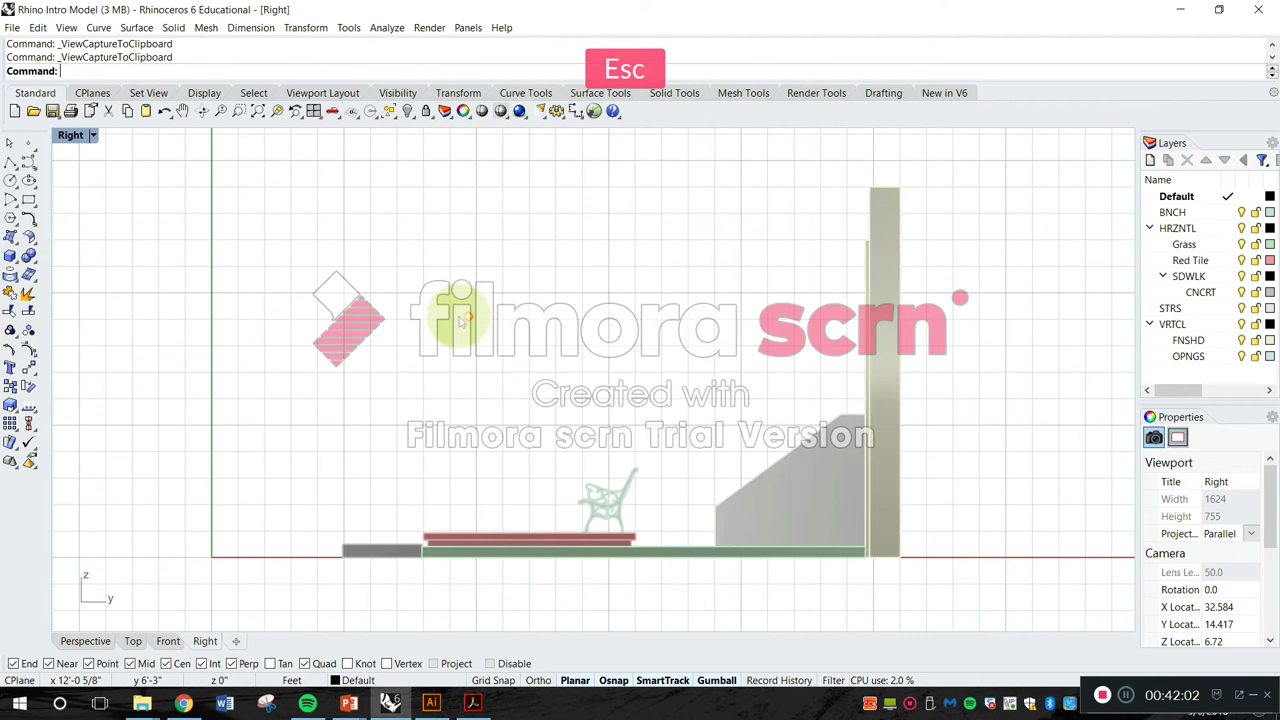 Rhino Intro Model (3 MB) - Rhinoceros 6 Educational - [Right]
File Edit View Curve Surface Solid Mesh Dimension Transform Tools Analyze Render Panels Help
Command: _ViewCaptureToClipboard
Command: _ViewCaptureToClipboard
Command:
Esc
Standard CPlanes Set View Display Select Viewport Layout Visibility Transform Curve Tools Surface Tools Solid Tools Mesh Tools Render Tools Drafting New in V6
Right
Layers
Name
Default
BNCH
HRZNTL
Grass
Red Tile
SDWLK
CNCRT
STRS
VRTCL
FNSHD
OPNGS
filmora scrn
Created with
Filmora scrn Trial Version
Properties
Viewport
Title Right
Width 1624
Height 755
Project... Parallel
Camera
Lens Le... 50.0
Rotation 0.0
X Locat... 32.584
Y Locat... 14.417
Z Locat... 6.72
z
y
Perspective Top Front Right
End Near Point Mid Cen Int Perp Tan Quad Knot Vertex Project Disable
CPlane x 12'-0 5/8" y 6'-3" z 0" Feet Default Grid Snap Ortho Planar Osnap SmartTrack Gumball Record History Filter CPU use: 2.0 %
00:42:02